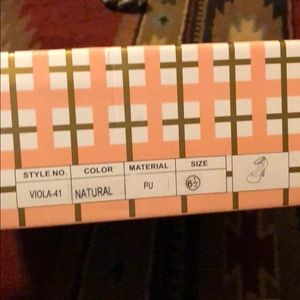 STYLE NO. COLOR MATERIAL SIZE
VIOLA-41 NATURAL PU 6½